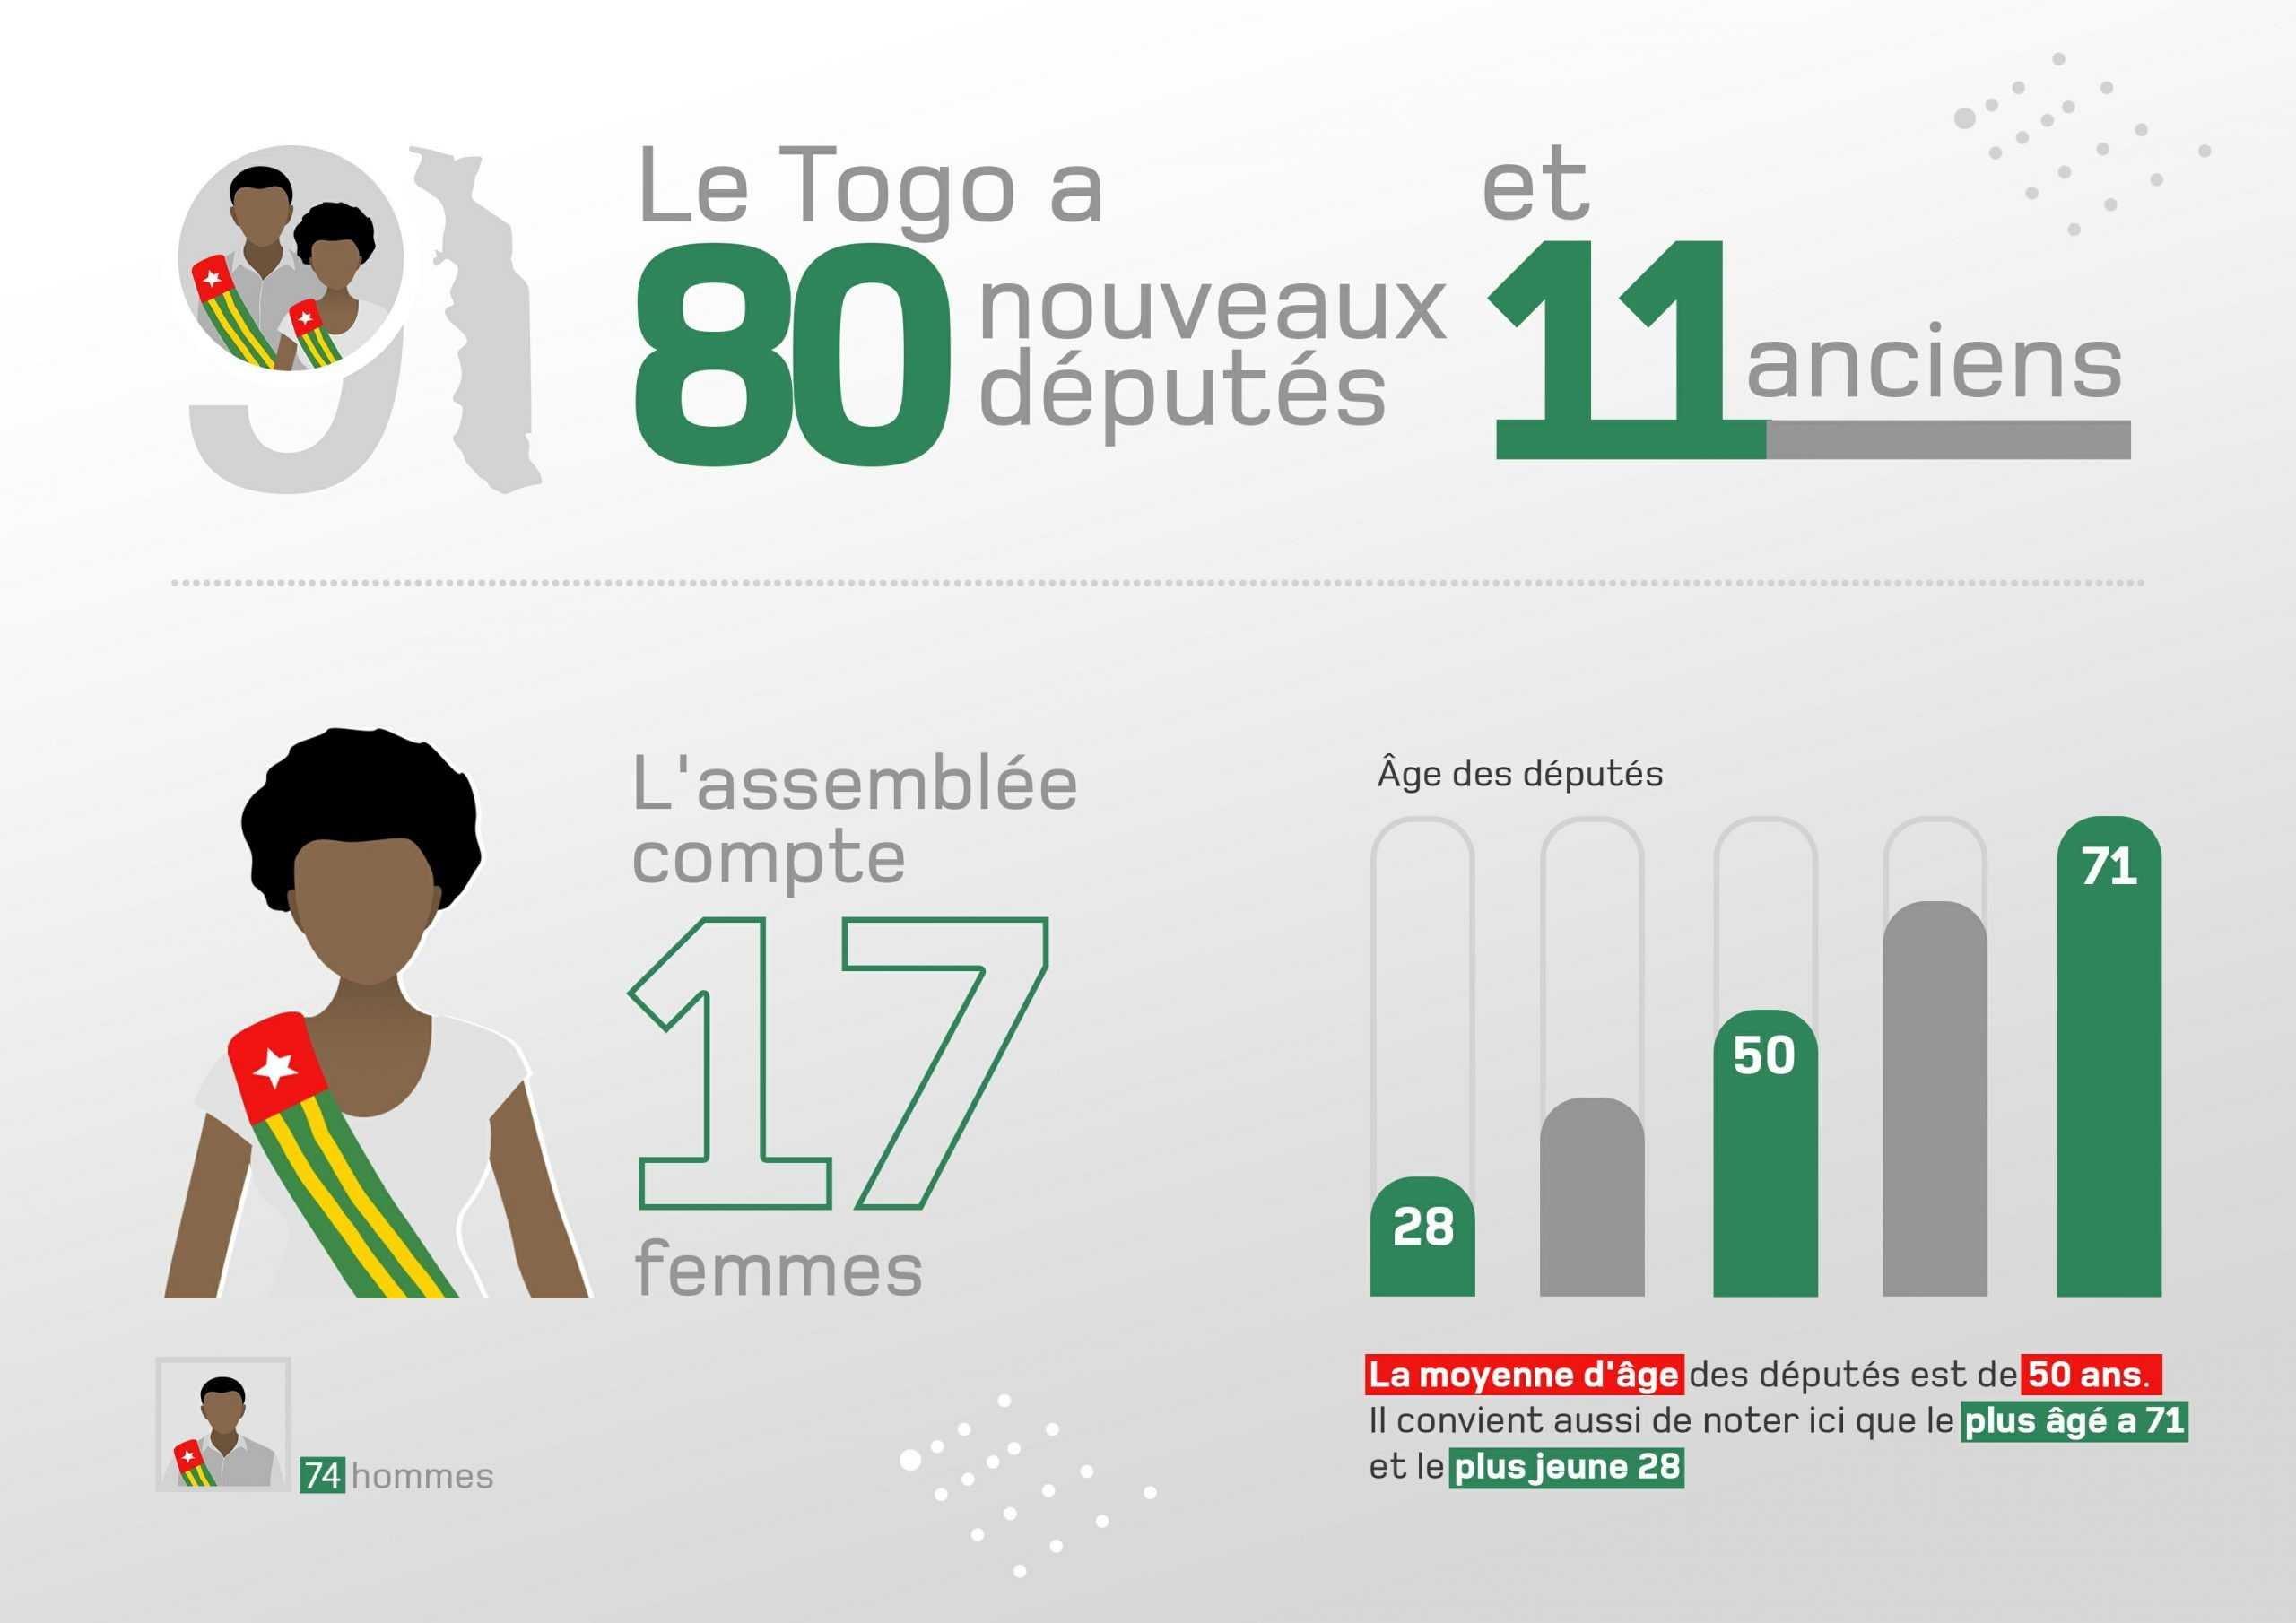 91
Le Togo a
80 nouveaux
députés
et
11 anciens
L'assemblée
compte
17
femmes
74 hommes
Âge des députés
28
50
71
La moyenne d'âge des députés est de 50 ans.
Il convient aussi de noter ici que le plus âgé a 71
et le plus jeune 28